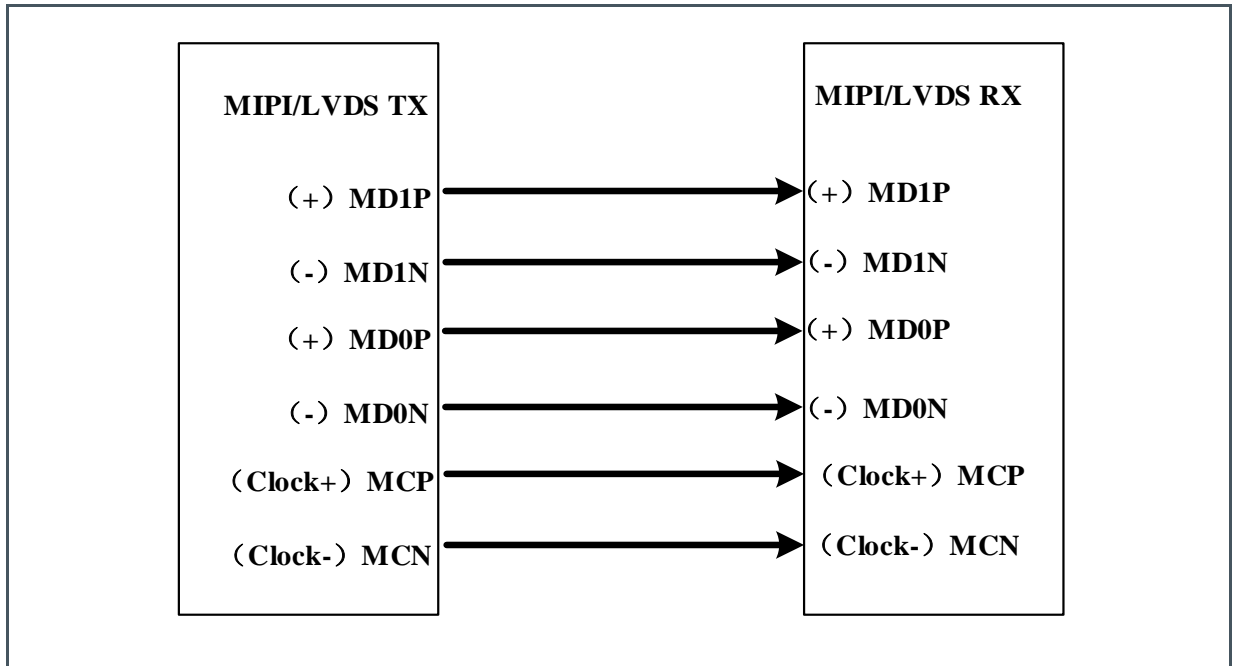 MIPI/LVDS TX
（+）MD1P
（-）MD1N
（+）MD0P
（-）MD0N
（Clock+）MCP
（Clock-）MCN
MIPI/LVDS RX
（+）MD1P
（-）MD1N
（+）MD0P
（-）MD0N
（Clock+）MCP
（Clock-）MCN